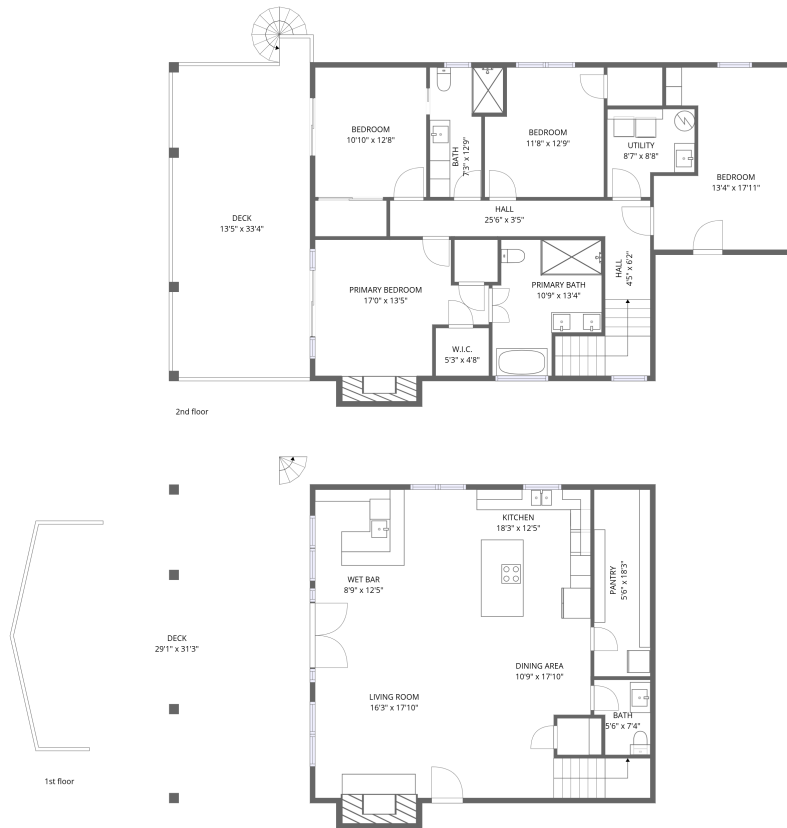 BEDROOM
10'10" x 12'8"
BATH
7'3" x 12'9"
BEDROOM
11'8" x 12'9"
UTILITY
8'7" x 8'8"
BEDROOM
13'4" x 17'11"
DECK
13'5" x 33'4"
HALL
25'6" x 3'5"
HALL
4'5" x 6'2"
PRIMARY BEDROOM
17'0" x 13'5"
PRIMARY BATH
10'9" x 13'4"
W.I.C.
5'3" x 4'8"
2nd floor
KITCHEN
18'3" x 12'5"
WET BAR
8'9" x 12'5"
PANTRY
5'6" x 18'3"
DECK
29'1" x 31'3"
DINING AREA
10'9" x 17'10"
LIVING ROOM
16'3" x 17'10"
BATH
5'6" x 7'4"
1st floor